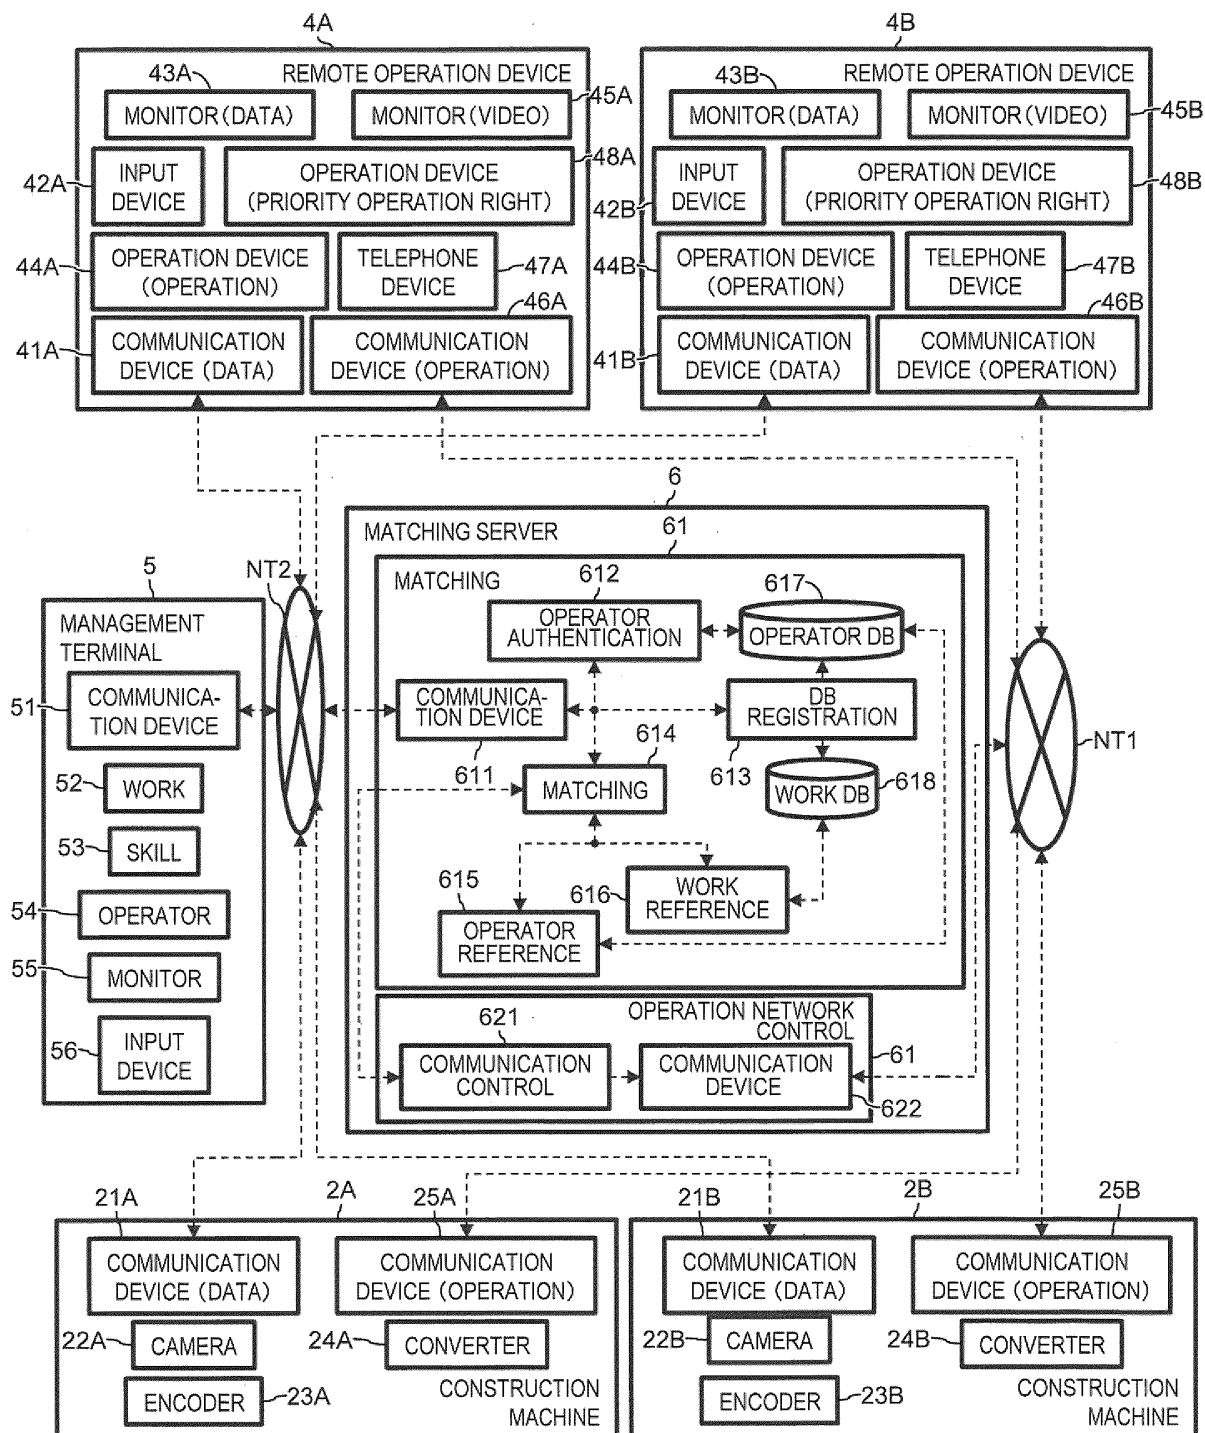 4A
4B
REMOTE OPERATION DEVICE
43A
MONITOR (DATA)
45A
MONITOR (VIDEO)
42A
INPUT
DEVICE
48A
OPERATION DEVICE
(PRIORITY OPERATION RIGHT)
44A
OPERATION DEVICE
(OPERATION)
TELEPHONE
DEVICE
47A
46A
41A
COMMUNICATION
DEVICE (DATA)
COMMUNICATION
DEVICE (OPERATION)
REMOTE OPERATION DEVICE
43B
MONITOR (DATA)
45B
MONITOR (VIDEO)
42B
INPUT
DEVICE
48B
OPERATION DEVICE
(PRIORITY OPERATION RIGHT)
44B
OPERATION DEVICE
(OPERATION)
TELEPHONE
DEVICE
47B
46B
41B
COMMUNICATION
DEVICE (DATA)
COMMUNICATION
DEVICE (OPERATION)
5
MANAGEMENT
TERMINAL
51
COMMUNICA-
TION DEVICE
52
WORK
53
SKILL
54
OPERATOR
55
MONITOR
56
INPUT
DEVICE
NT2
6
MATCHING SERVER
61
MATCHING
612
OPERATOR
AUTHENTICATION
617
OPERATOR DB
COMMUNICA-
TION DEVICE
611
DB
REGISTRATION
613
614
MATCHING
618
WORK DB
615
OPERATOR
REFERENCE
616
WORK
REFERENCE
OPERATION NETWORK
CONTROL
61
621
COMMUNICATION
CONTROL
COMMUNICATION
DEVICE
622
NT1
2A
21A
COMMUNICATION
DEVICE (DATA)
25A
COMMUNICATION
DEVICE (OPERATION)
22A
CAMERA
24A
CONVERTER
ENCODER
23A
CONSTRUCTION
MACHINE
2B
21B
COMMUNICATION
DEVICE (DATA)
25B
COMMUNICATION
DEVICE (OPERATION)
22B
CAMERA
24B
CONVERTER
ENCODER
23B
CONSTRUCTION
MACHINE